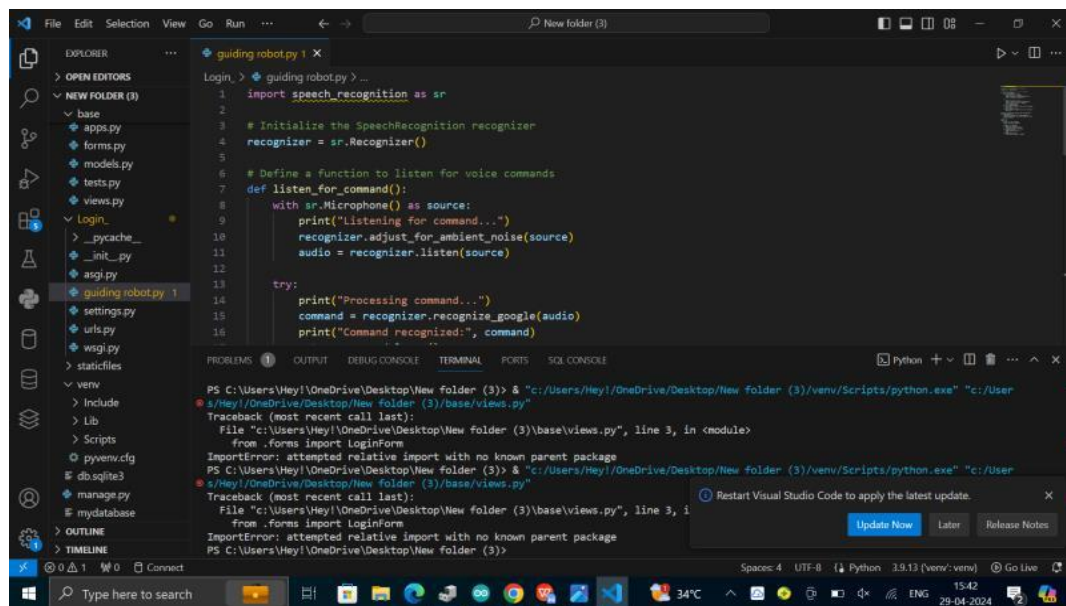 File Edit Selection View Go Run ... New folder (3)
EXPLORER ...
OPEN EDITORS
NEW FOLDER (3)
base
apps.py
forms.py
models.py
tests.py
views.py
Login_
__pycache__
__init__.py
asgi.py
guiding robot.py 1
settings.py
urls.py
wsgi.py
staticfiles
venv
Include
Lib
Scripts
pyvenv.cfg
db.sqlite3
manage.py
mydatabase
OUTLINE
TIMELINE
guiding robot.py 1
Login_ > guiding robot.py > ...
1 import speech_recognition as sr
2
3 # Initialize the SpeechRecognition recognizer
4 recognizer = sr.Recognizer()
5
6 # Define a function to listen for voice commands
7 def listen_for_command():
8 with sr.Microphone() as source:
9 print("Listening for command...")
10 recognizer.adjust_for_ambient_noise(source)
11 audio = recognizer.listen(source)
12
13 try:
14 print("Processing command...")
15 command = recognizer.recognize_google(audio)
16 print("Command recognized:", command)
PROBLEMS 1 OUTPUT DEBUG CONSOLE TERMINAL PORTS SQL CONSOLE Python
PS C:\Users\Hey!\OneDrive\Desktop\New folder (3)> & "c:/Users/Hey!/OneDrive/Desktop/New folder (3)/venv/Scripts/python.exe" "c:/User
s/Hey!/OneDrive/Desktop/New folder (3)/base/views.py"
Traceback (most recent call last):
File "c:\Users\Hey!\OneDrive\Desktop\New folder (3)\base\views.py", line 3, in <module>
from .forms import LoginForm
ImportError: attempted relative import with no known parent package
PS C:\Users\Hey!\OneDrive\Desktop\New folder (3)> & "c:/Users/Hey!/OneDrive/Desktop/New folder (3)/venv/Scripts/python.exe" "c:/User
s/Hey!/OneDrive/Desktop/New folder (3)/base/views.py"
Traceback (most recent call last):
File "c:\Users\Hey!\OneDrive\Desktop\New folder (3)\base\views.py", line 3, i
from .forms import LoginForm
ImportError: attempted relative import with no known parent package
PS C:\Users\Hey!\OneDrive\Desktop\New folder (3)>
Restart Visual Studio Code to apply the latest update.
Update Now Later Release Notes
0 1 0 Connect Spaces: 4 UTF-8 Python 3.9.13 ('venv': venv) Go Live
Type here to search 34°C ENG 15:42
29-04-2024